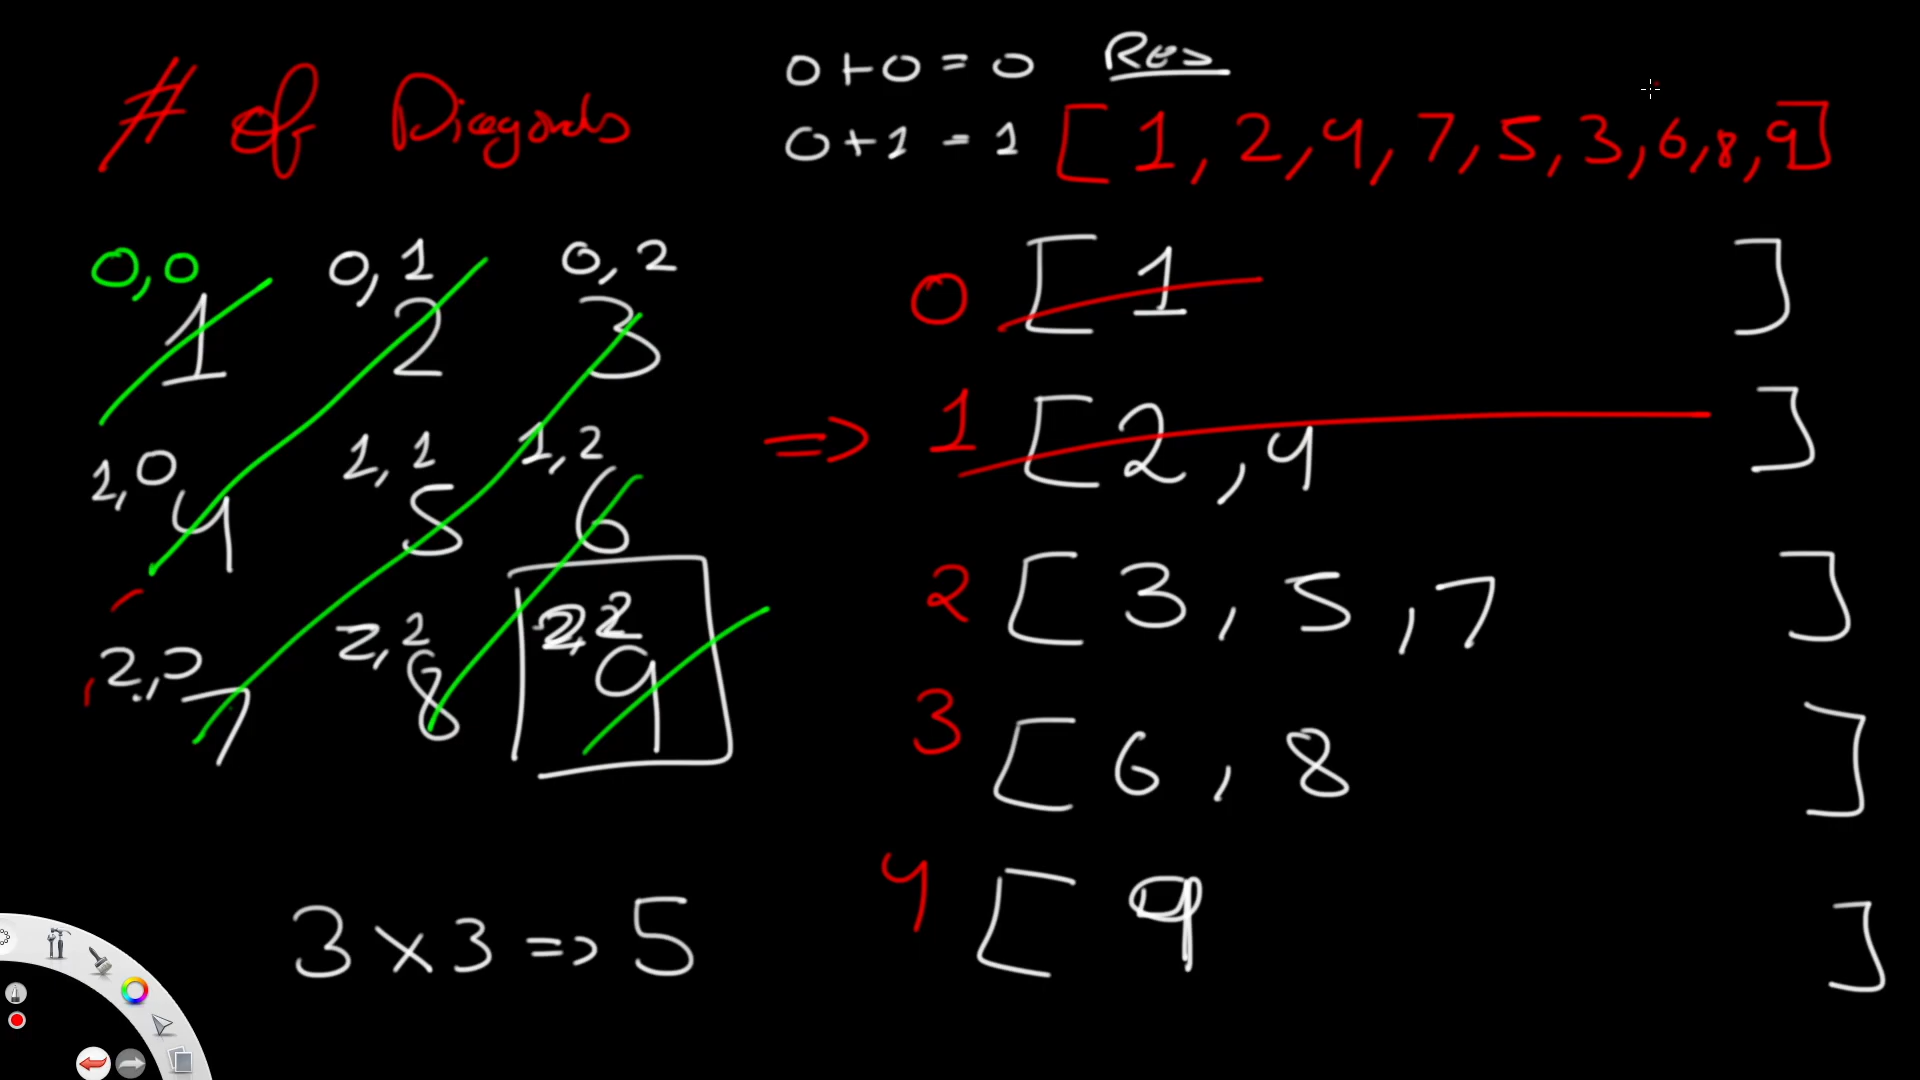 # of Diagonals
0+0 = 0
0+1 = 1
Res
[1, 2, 4, 7, 5, 3, 6, 8, 9]
0,0 0,1 0,2
1 2 3
1,0 1,1 1,2
4 5 6
2,0 2,2 2,2
7 8 9
3x3 => 5
=>
0 [1 ]
1 [2, 4 ]
2 [3, 5, 7 ]
3 [6, 8 ]
4 [9 ]